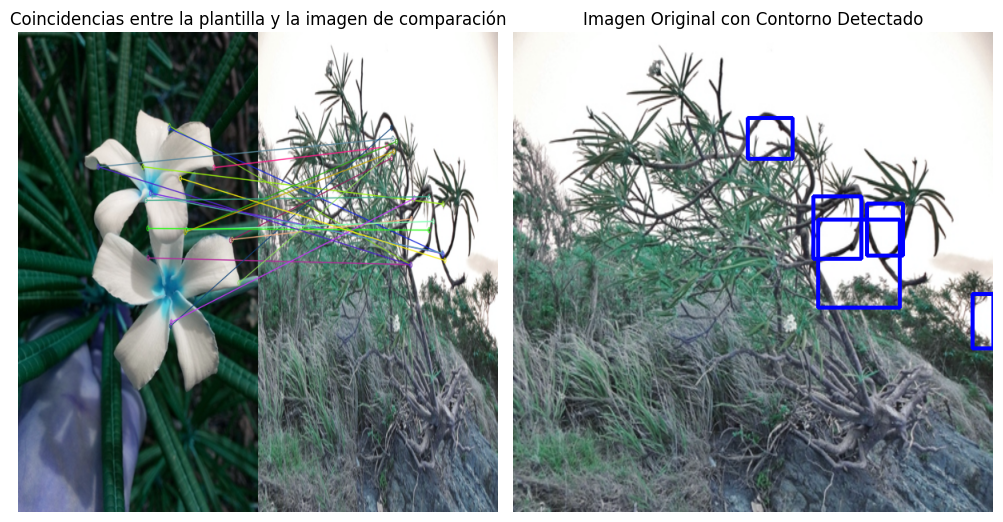 Coincidencias entre la plantilla y la imagen de comparación
Imagen Original con Contorno Detectado